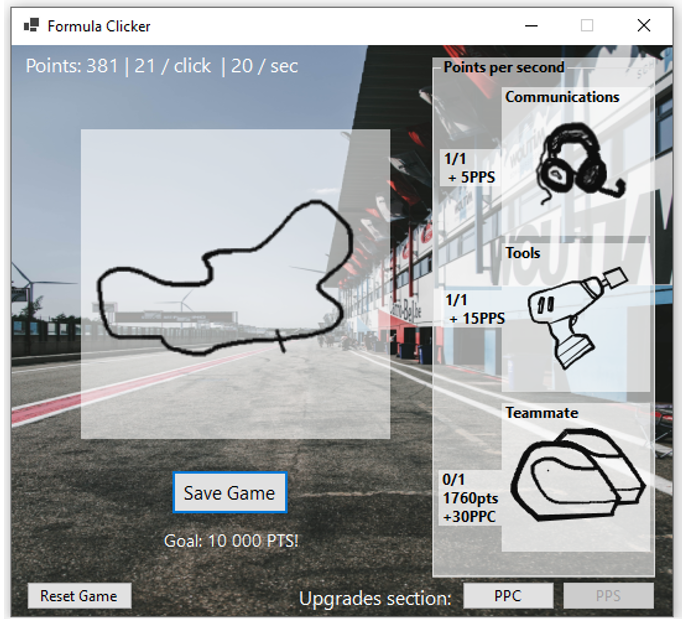 Formula Clicker
Points: 381 | 21 / click | 20 / sec
Points per second
Communications
1/1
+ 5PPS
Tools
1/1
+ 15PPS
Teammate
0/1
1760pts
+30PPC
Save Game
Goal: 10 000 PTS!
Reset Game
Upgrades section:
PPC
PPS